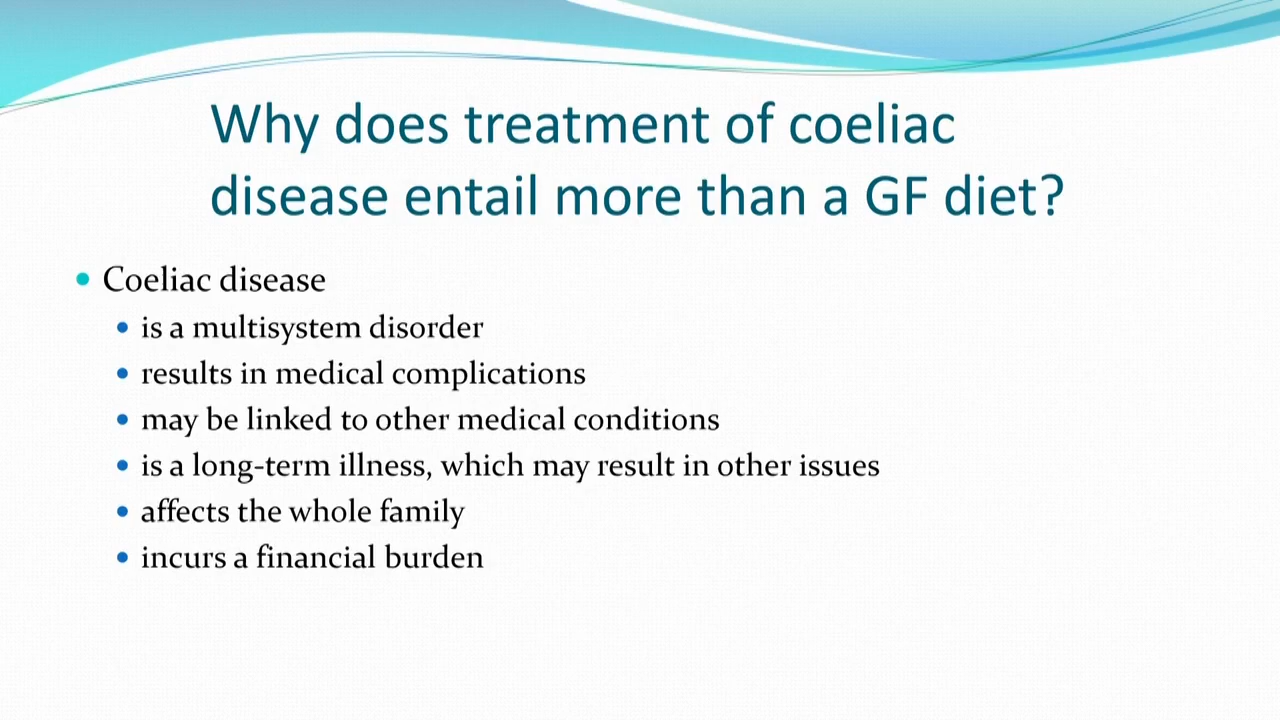 Why does treatment of coeliac
disease entail more than a GF diet?
• Coeliac disease
• is a multisystem disorder
• results in medical complications
• may be linked to other medical conditions
• is a long-term illness, which may result in other issues
• affects the whole family
• incurs a financial burden